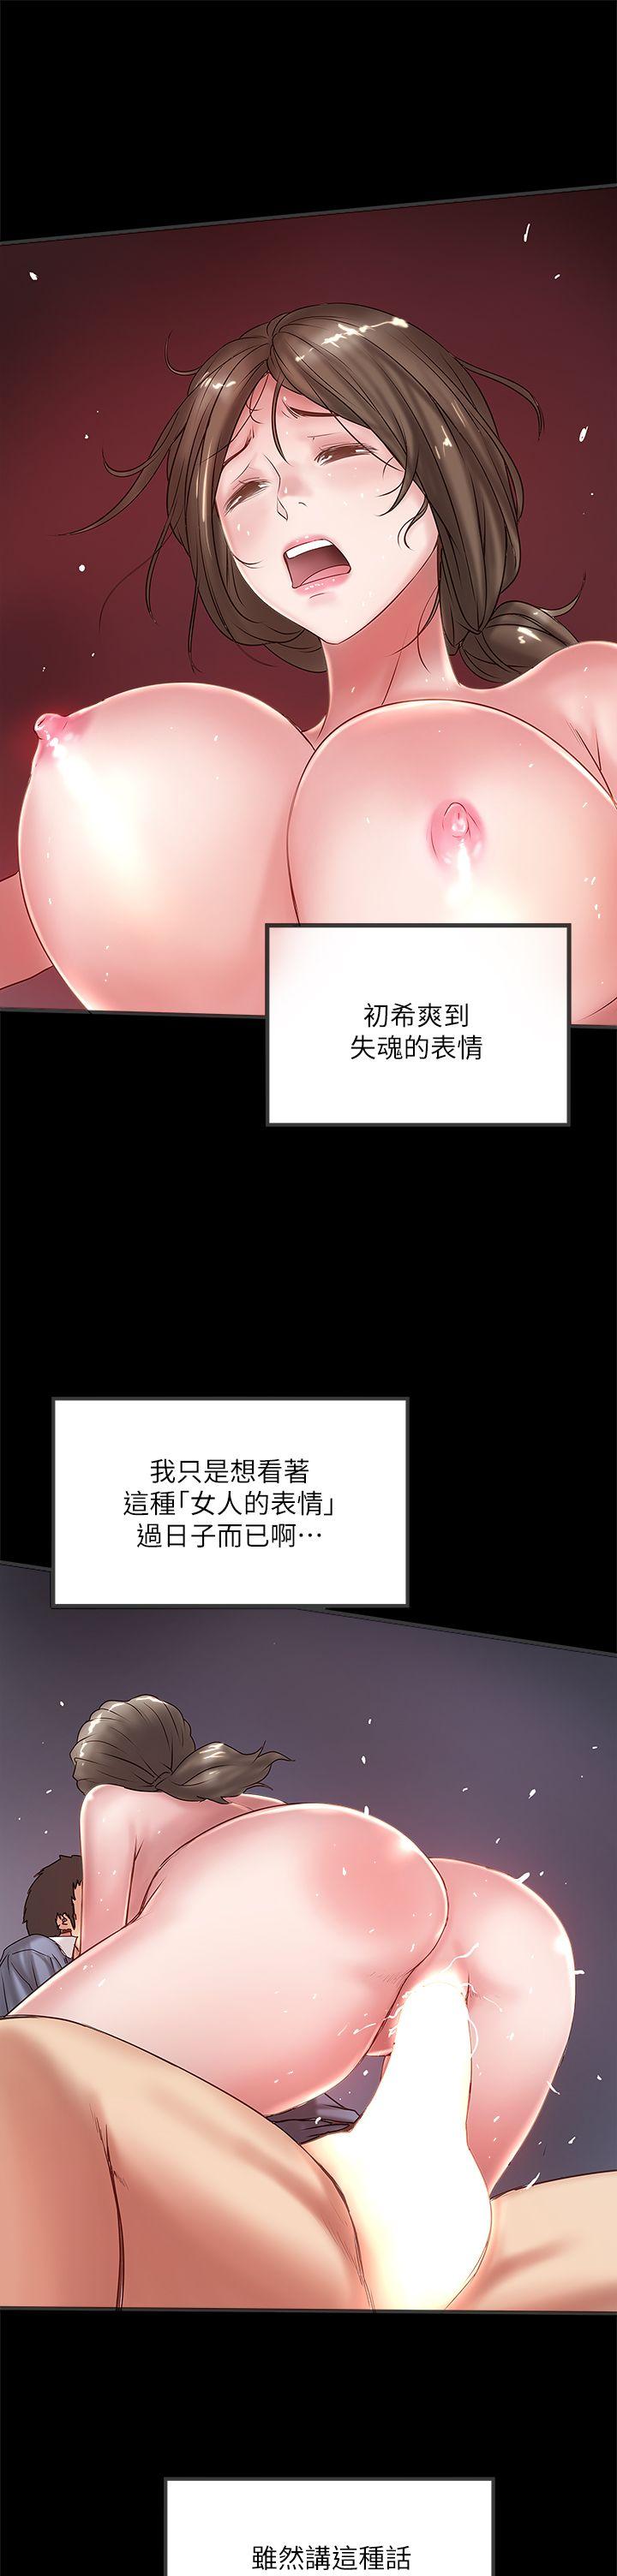 初希爽到
失魂的表情
我只是想看著
這種「女人的表情」
過日子而已啊⋯
雖然講這種話